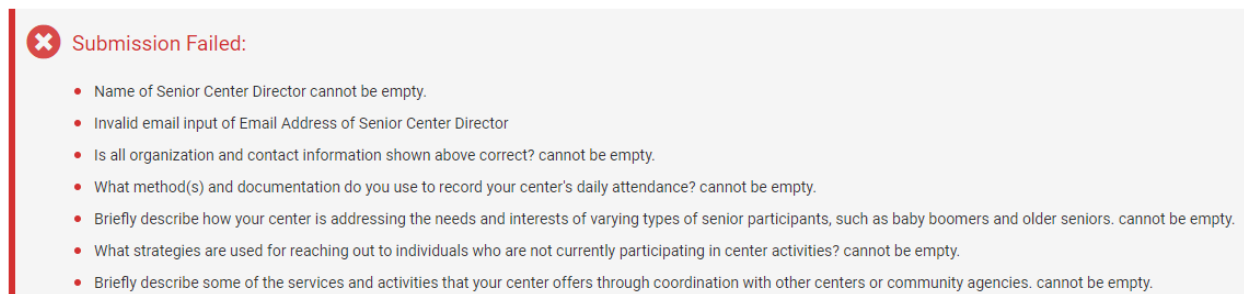 Submission Failed:
Name of Senior Center Director cannot be empty.
Invalid email input of Email Address of Senior Center Director
Is all organization and contact information shown above correct? cannot be empty.
What method(s) and documentation do you use to record your center's daily attendance? cannot be empty.
Briefly describe how your center is addressing the needs and interests of varying types of senior participants, such as baby boomers and older seniors. cannot be empty.
What strategies are used for reaching out to individuals who are not currently participating in center activities? cannot be empty.
Briefly describe some of the services and activities that your center offers through coordination with other centers or community agencies. cannot be empty.